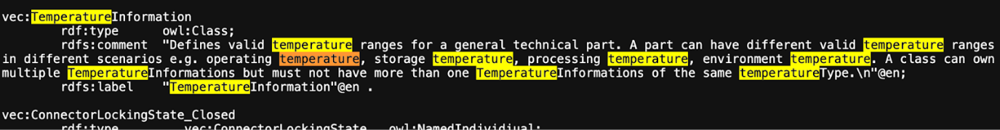 vec:TemperatureInformation
rdf:type owl:Class;
rdfs:comment "Defines valid temperature ranges for a general technical part. A part can have different valid temperature ranges
in different scenarios e.g. operating temperature, storage temperature, processing temperature, environment temperature. A class can own
multiple TemperatureInformations but must not have more than one TemperatureInformations of the same temperatureType.\n"@en;
rdfs:label "TemperatureInformation"@en .
vec:ConnectorLockingState_Closed
rdf:type vec:ConnectorLockingState , owl:NamedIndividual;